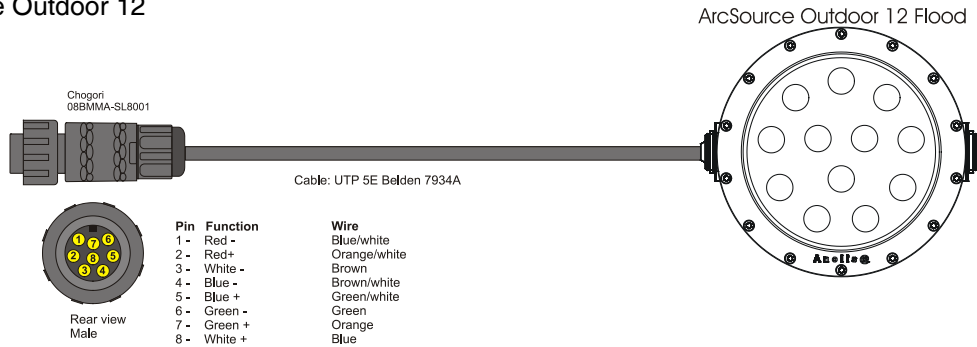 e Outdoor 12
ArcSource Outdoor 12 Flood
Chogori
08BMMA-SL8001
Cable: UTP 5E Belden 7934A
Anolis
1 7 6
2 8 5
3 4
Rear view
Male
Pin Function Wire
1 - Red - Blue/white
2 - Red+ Orange/white
3 - White - Brown
4 - Blue - Brown/white
5 - Blue + Green/white
6 - Green - Green
7 - Green + Orange
8 - White + Blue